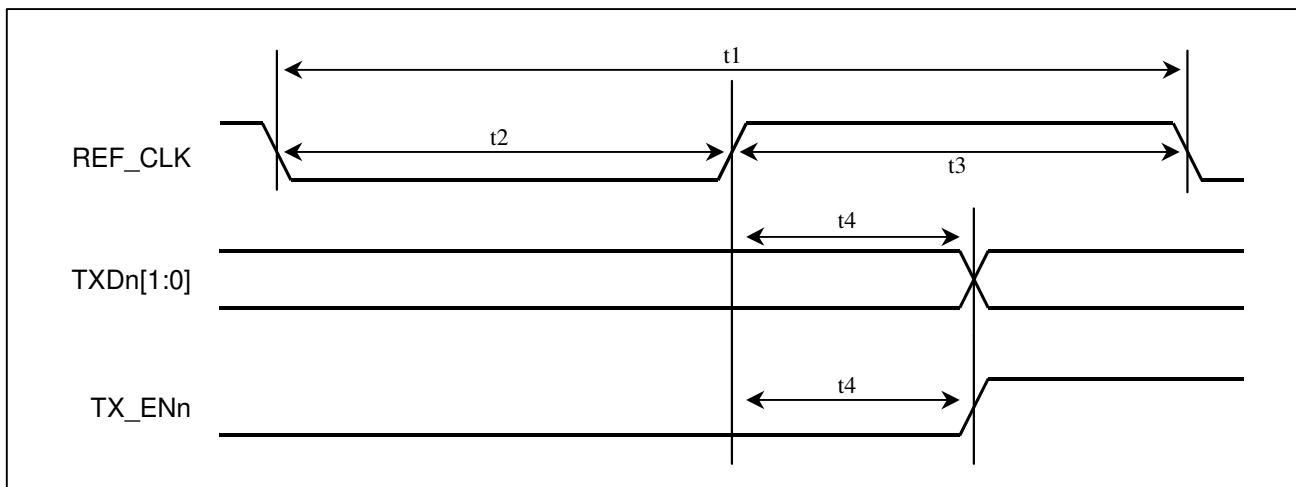 t1
t2
REF_CLK
t3
t4
TXDn[1:0]
t4
TX_ENn